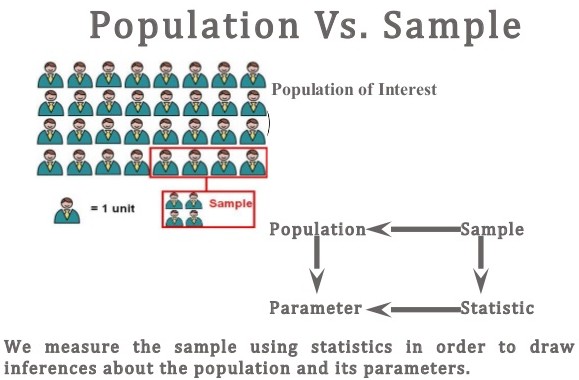 Population Vs. Sample
Population of Interest
= 1 unit
Sample
Population Sample
Parameter Statistic
We measure the sample using statistics in order to draw
inferences about the population and its parameters.